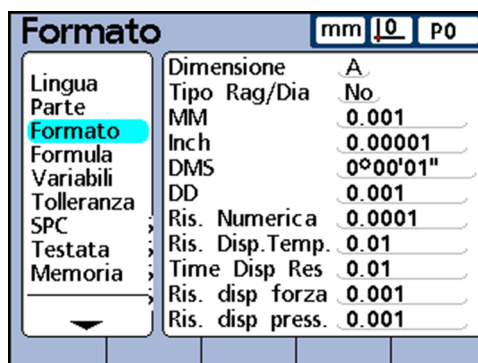 Formato
mm 0 P0
Lingua
Parte
Formato
Formula
Variabili
Tolleranza
SPC
Testata
Memoria
Dimensione A
Tipo Rag/Dia No
MM 0.001
Inch 0.00001
DMS 0°00'01"
DD 0.001
Ris. Numerica 0.0001
Ris. Disp.Temp. 0.01
Time Disp Res 0.01
Ris. disp forza 0.001
Ris. disp press. 0.001